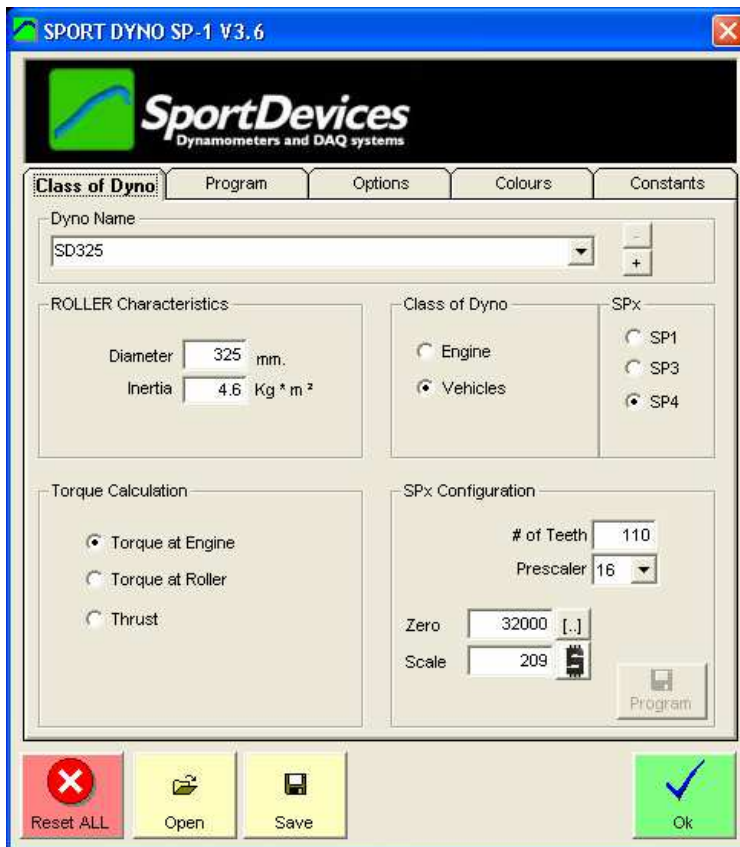 SPORT DYNO SP-1 V3.6
SportDevices
Dynamometers and DAQ systems
Class of Dyno Program Options Colours Constants
Dyno Name
SD325
-
+
ROLLER Characteristics
Diameter 325 mm.
Inertia 4.6 Kg * m ²
Class of Dyno
Engine
Vehicles
SPx
SP1
SP3
SP4
Torque Calculation
Torque at Engine
Torque at Roller
Thrust
SPx Configuration
# of Teeth 110
Prescaler 16
Zero 32000 [..]
Scale 209
Program
Reset ALL Open Save Ok